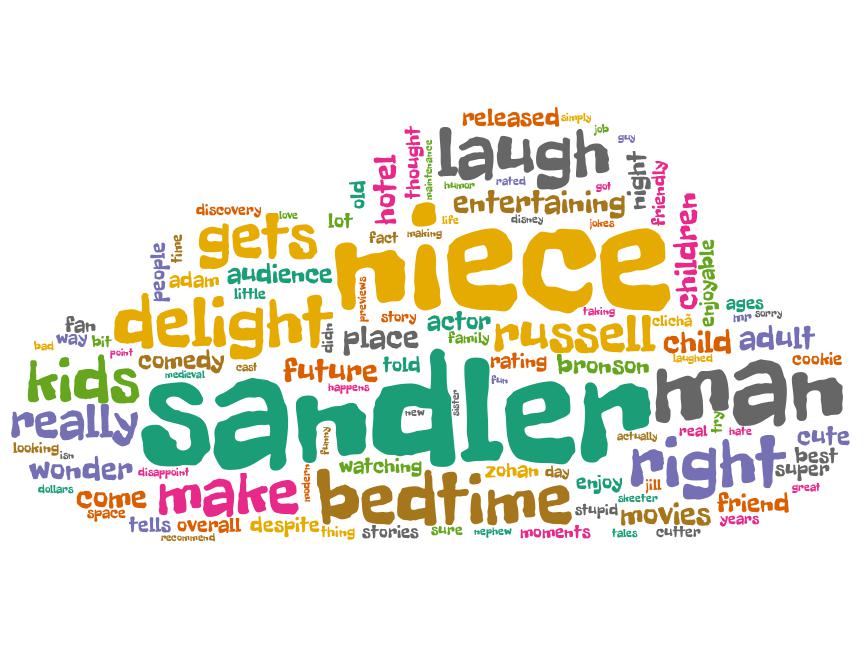 released simply
job
guy
laugh
thought
maintenance
hotel
old
humor rated got
night
friendly
entertaining
discovery love
lot
life
disney
jokes
children
gets
fact making
niece
people
time
enjoyable
adam audience
little
previews
story
taking
ages
mr sorry
delight
didn
place
actor
family
russell
clichã
child
adult
fan
way bit
bad
point
comedy
medieval
cast
future
happens
told
rating bronson
laughed
cookie
fun
kids
sandler
new
sister
man
really
funny
actually
real
try
hate
cute
looking isn
wonder disappoint
watching
zohan day
right
best
super
dollars
come
space
make
modern
bedtime
enjoy
jill
skeeter
great
friend
tells overall despite thing stories sure nephew moments
stupid movies
years
recommend
tales cutter